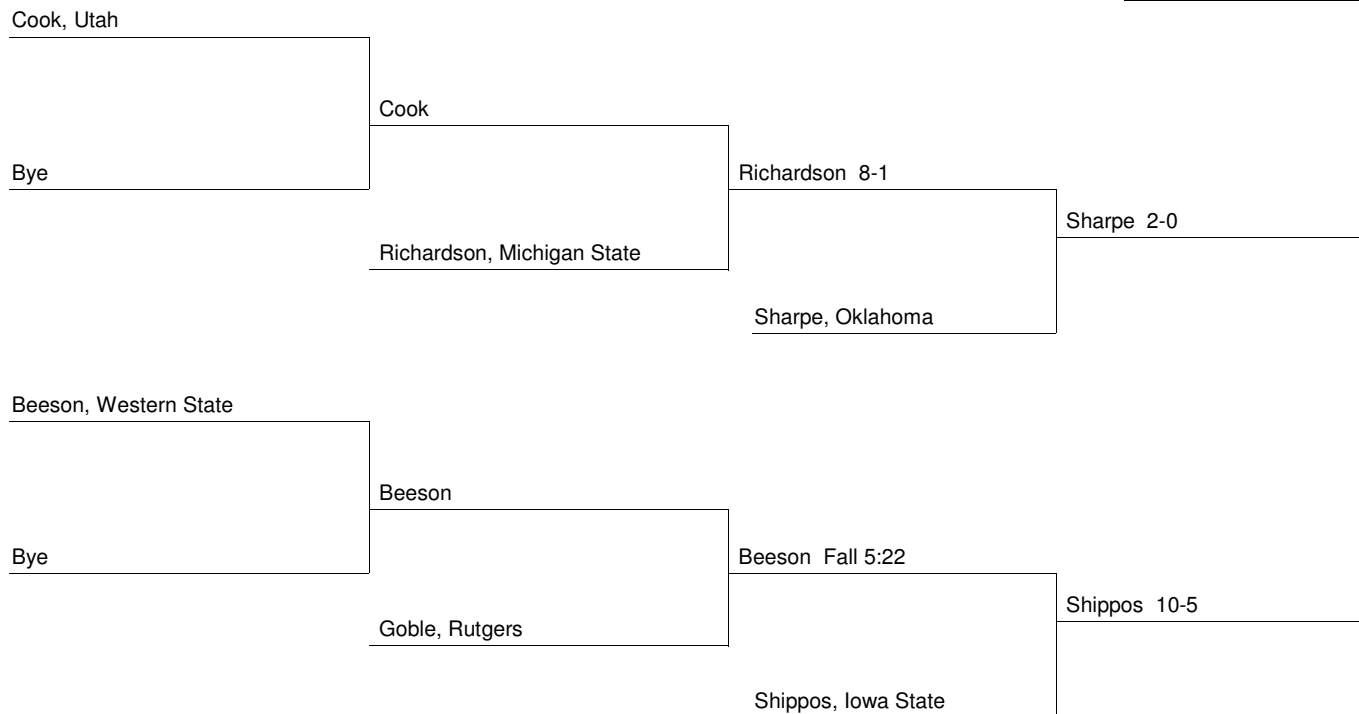 Cook, Utah
Cook
Bye
Richardson  8-1
Sharpe  2-0
Richardson, Michigan State
Sharpe, Oklahoma
Beeson, Western State
Beeson
Bye
Beeson  Fall 5:22
Shippos  10-5
Goble, Rutgers
Shippos, Iowa State